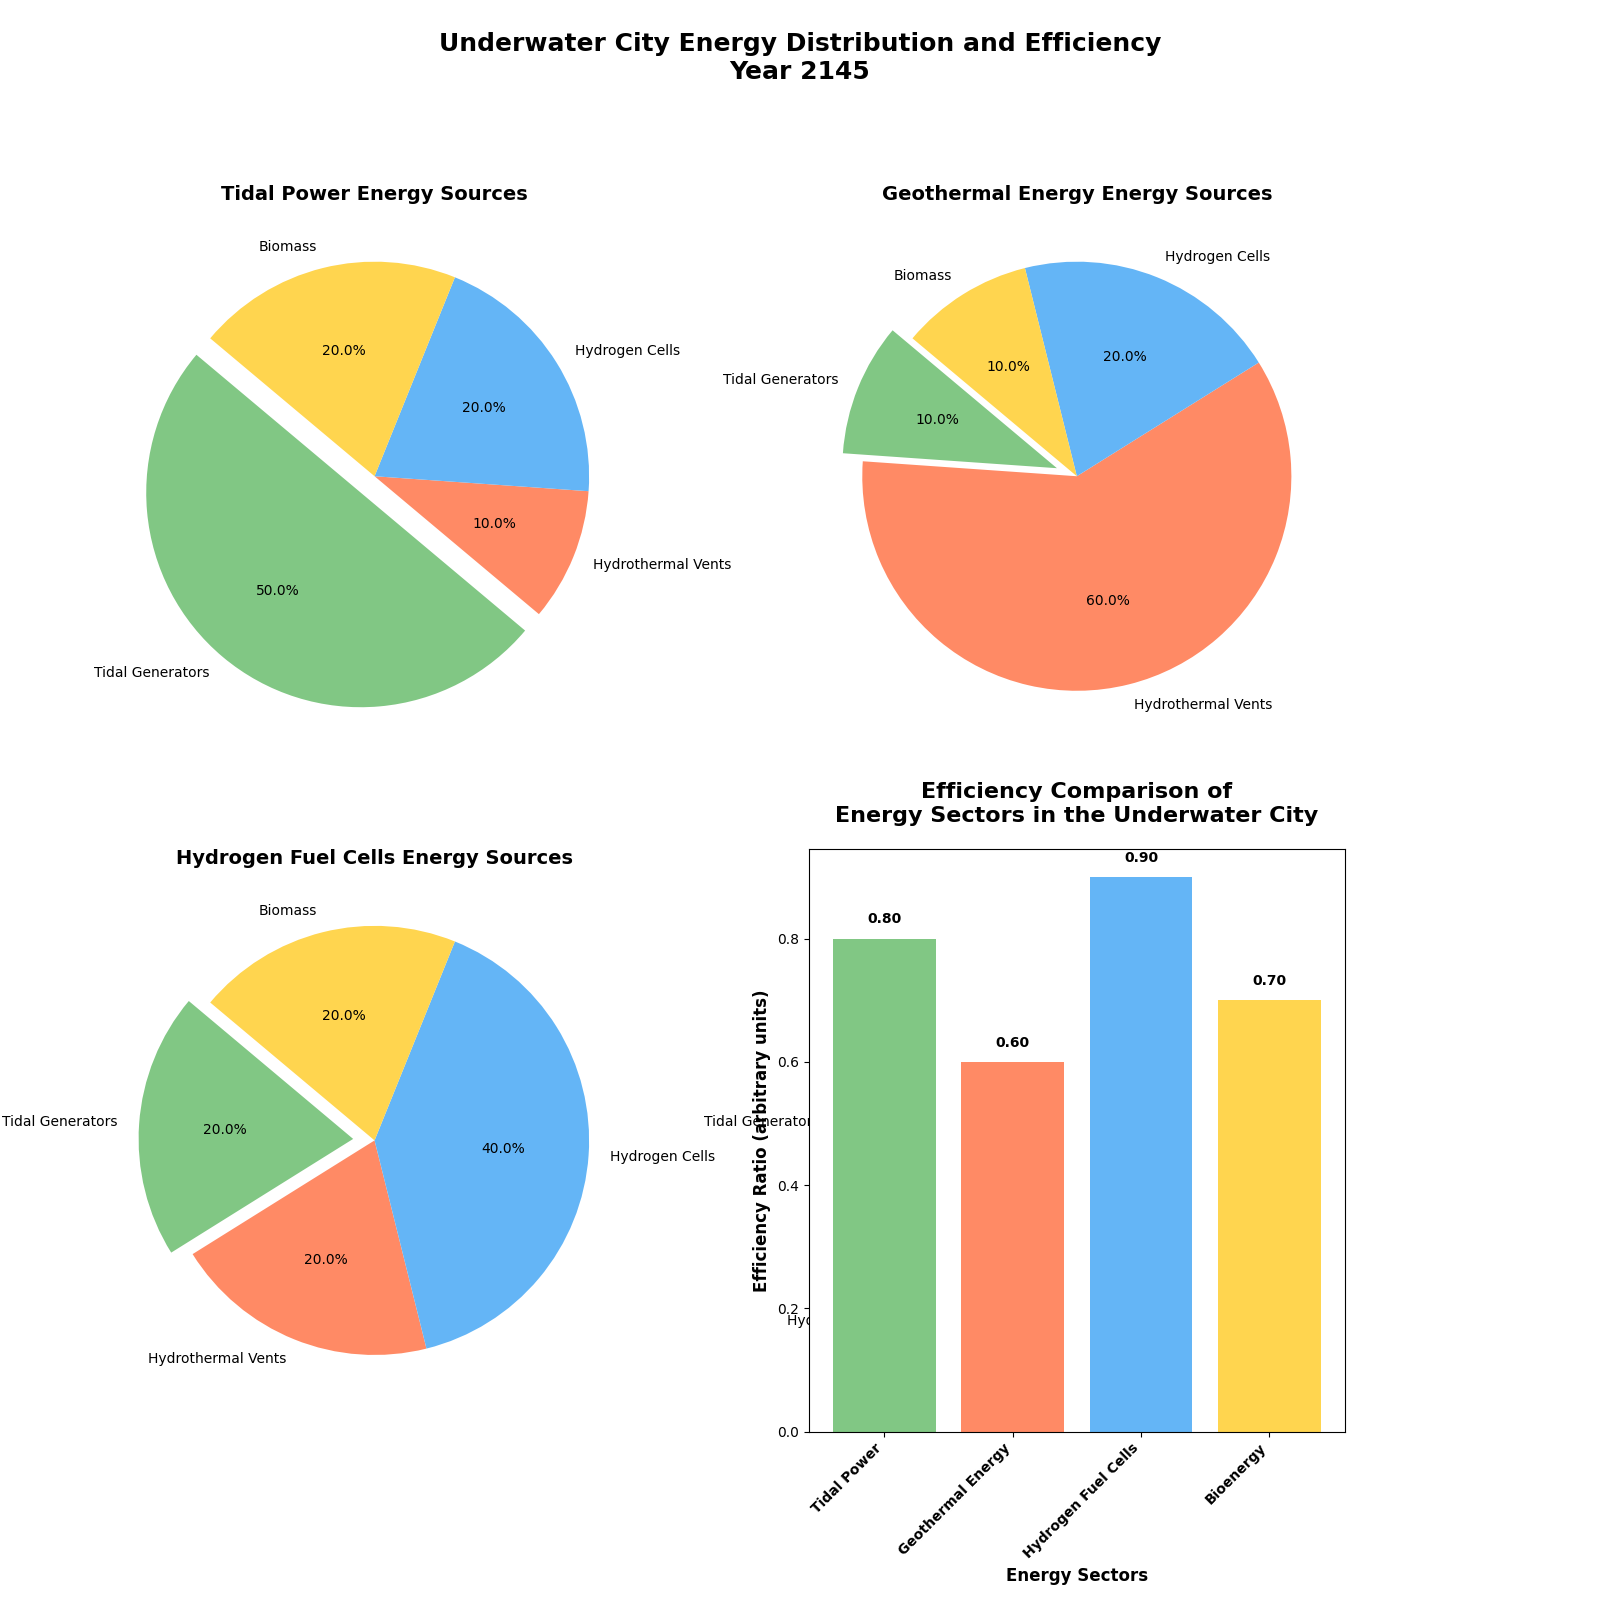 Underwater City Energy Distribution and Efficiency
Year 2145
Tidal Power Energy Sources
Biomass
20.0%
Hydrogen Cells
20.0%
10.0%
Hydrothermal Vents
50.0%
Tidal Generators
Geothermal Energy Energy Sources
Hydrogen Cells
Biomass
20.0%
10.0%
Tidal Generators
10.0%
60.0%
Hydrothermal Vents
Hydrogen Fuel Cells Energy Sources
Biomass
20.0%
Tidal Generators
20.0%
40.0%
Hydrogen Cells
20.0%
Hydrothermal Vents
Efficiency Comparison of
Energy Sectors in the Underwater City
0.90
0.80
0.70
0.60
0.8
0.6
0.4
0.2
0.0
Efficiency Ratio (arbitrary units)
Tidal
Tidal Power
Geothermal Energy
Hydrogen Fuel Cells
Bioenergy
Energy Sectors